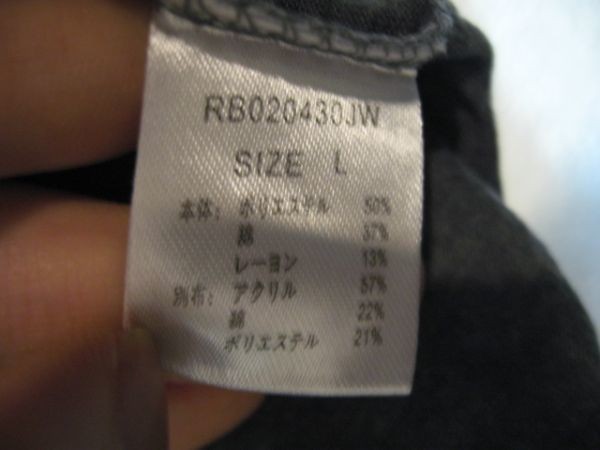 RB020430JW
SIZE L
本体: ポリエステル 50%
綿 37%
レーヨン 13%
別布: アクリル 57%
綿 22%
ポリエステル 21%